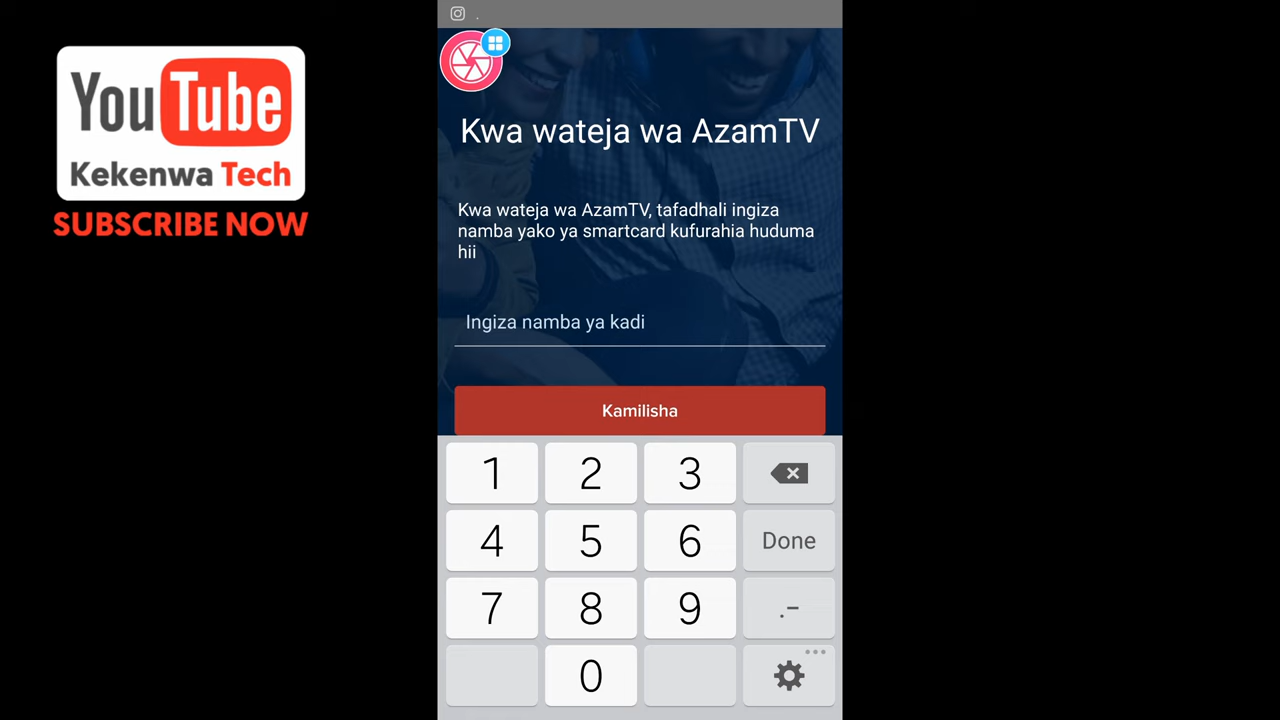 YouTube
Kekenwa Tech
SUBSCRIBE NOW
Kwa wateja wa AzamTV
Kwa wateja wa AzamTV, tafadhali ingiza
namba yako ya smartcard kufurahia huduma
hii
Ingiza namba ya kadi
Kamilisha
1 2 3
4 5 6 Done
7 8 9 .-
0